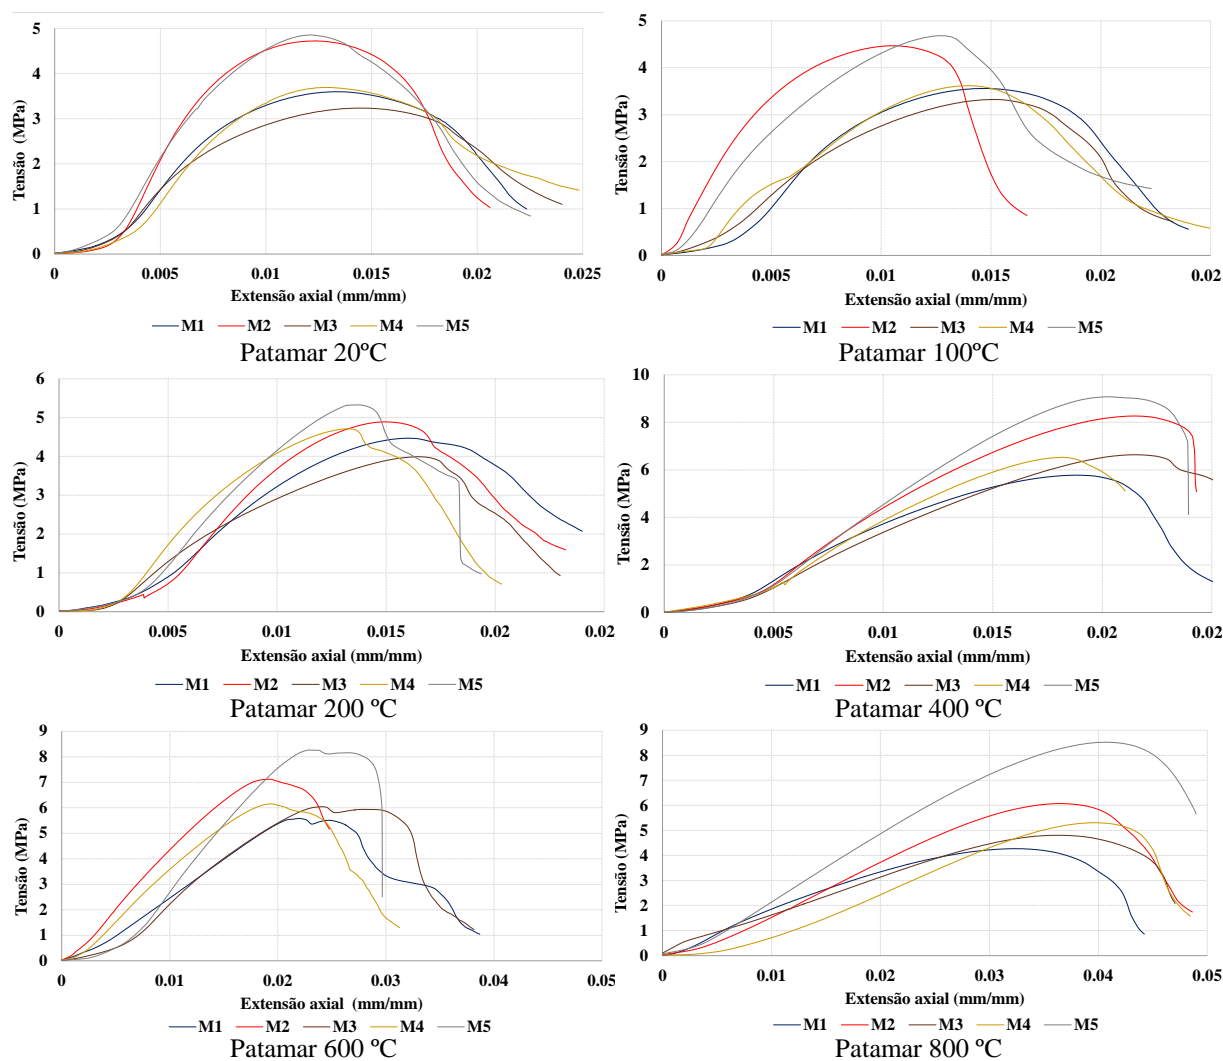 5
4
3
2
1
0
Tensão (MPa)
0 0.005 0.01 0.015 0.02 0.025
Extensão axial (mm/mm)
M1 M2 M3 M4 M5
Patamar 20ºC
5
4
3
2
1
0
Tensão (MPa)
0 0.005 0.01 0.015 0.02 0.02
Extensão axial (mm/mm)
M1 M2 M3 M4 M5
Patamar 100ºC
6
5
4
3
2
1
0
Tensão (MPa)
0 0.005 0.01 0.015 0.02 0.02
Extensão axial (mm/mm)
M1 M2 M3 M4 M5
Patamar 200 ºC
10
8
6
4
2
0
Tensão (MPa)
0 0.005 0.01 0.015 0.02 0.02
Extensão axial (mm/mm)
M1 M2 M3 M4 M5
Patamar 400 ºC
9
8
7
6
5
4
3
2
1
0
Tensão (MPa)
0 0.01 0.02 0.03 0.04 0.05
Extensão axial (mm/mm)
M1 M2 M3 M4 M5
Patamar 600 ºC
9
8
7
6
5
4
3
2
1
0
Tensão (MPa)
0 0.01 0.02 0.03 0.04 0.05
Extensão axial (mm/mm)
M1 M2 M3 M4 M5
Patamar 800 ºC